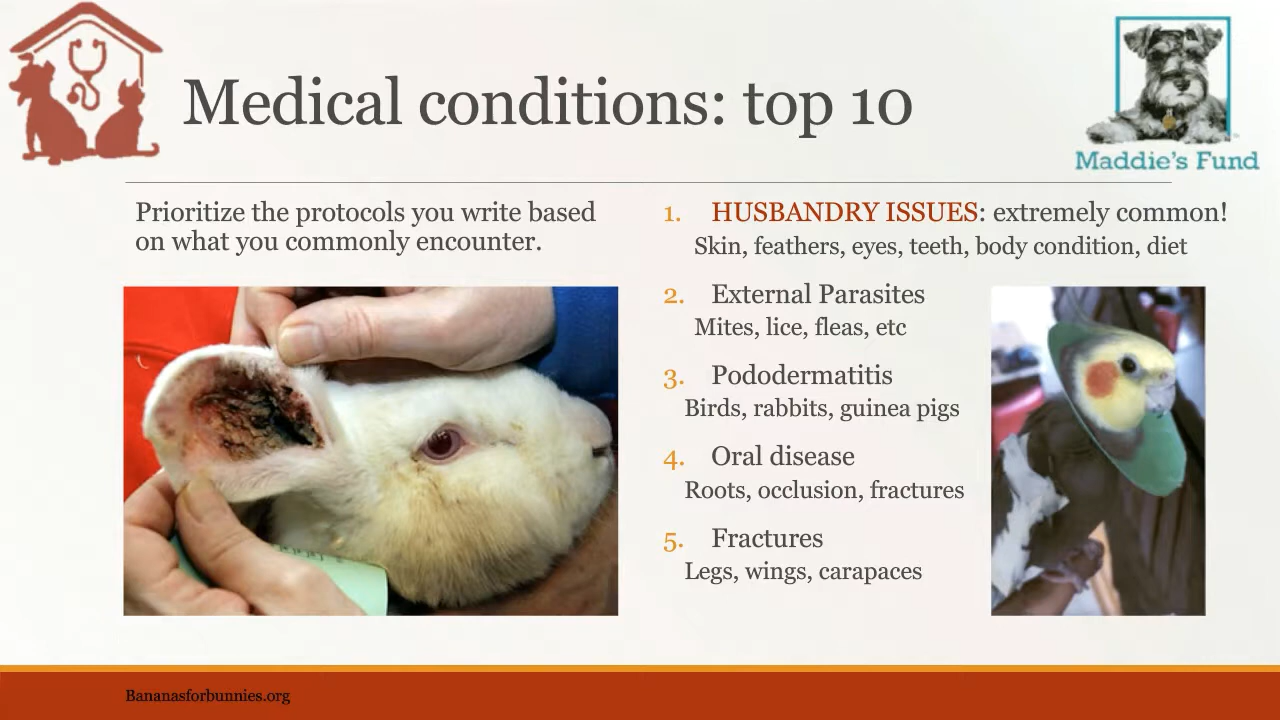 Medical conditions: top 10
Maddie's Fund
Prioritize the protocols you write based
on what you commonly encounter.
1. HUSBANDRY ISSUES: extremely common!
Skin, feathers, eyes, teeth, body condition, diet
2. External Parasites
Mites, lice, fleas, etc
3. Pododermatitis
Birds, rabbits, guinea pigs
4. Oral disease
Roots, occlusion, fractures
5. Fractures
Legs, wings, carapaces
Bananasforbunnies.org